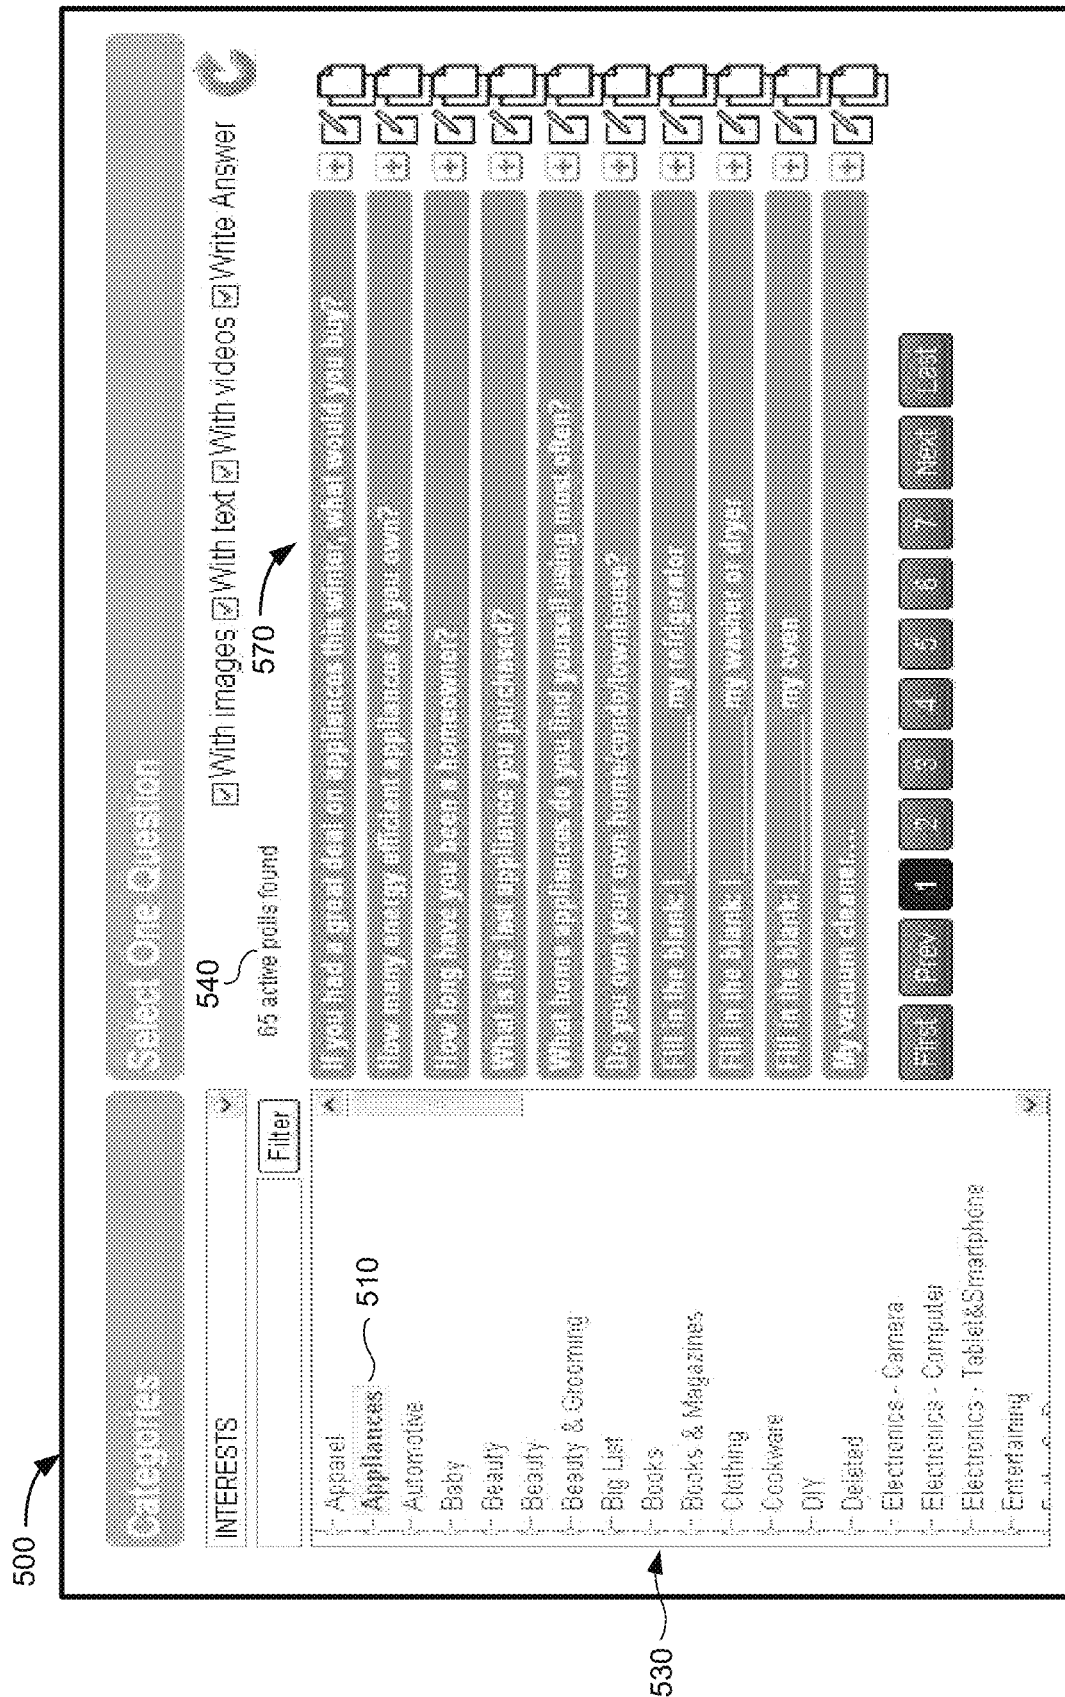 500
Categories
INTERESTS
Filter
Apparel
Appliances
510
Automotive
Baby
Beauty
Beauty
Beauty & Grooming
Big List
Books
Books & Magazines
Clothing
Cookware
DIY
Deleted
Electronics - Camera
Electronics - Computer
Electronics - Tablet&Smartphone
Entertaining
530
Select One Question
540
65 active polls found
With images With text With videos Write Answer
570
If you had a great deal on appliances this winter, what would you buy?
How many energy efficient appliances do you own?
How long have you been a homeowner?
What is the last appliance you purchased?
What home appliances do you find yourself using most often?
Do you own your own home/condo/townhouse?
Fill in the blank: I ______ my refrigerator
Fill in the blank: I ______ my washer or dryer
Fill in the blank: I ______ my oven
My vacuum cleaner is...
First Prev 1 2 4 5 6 7 Next Last